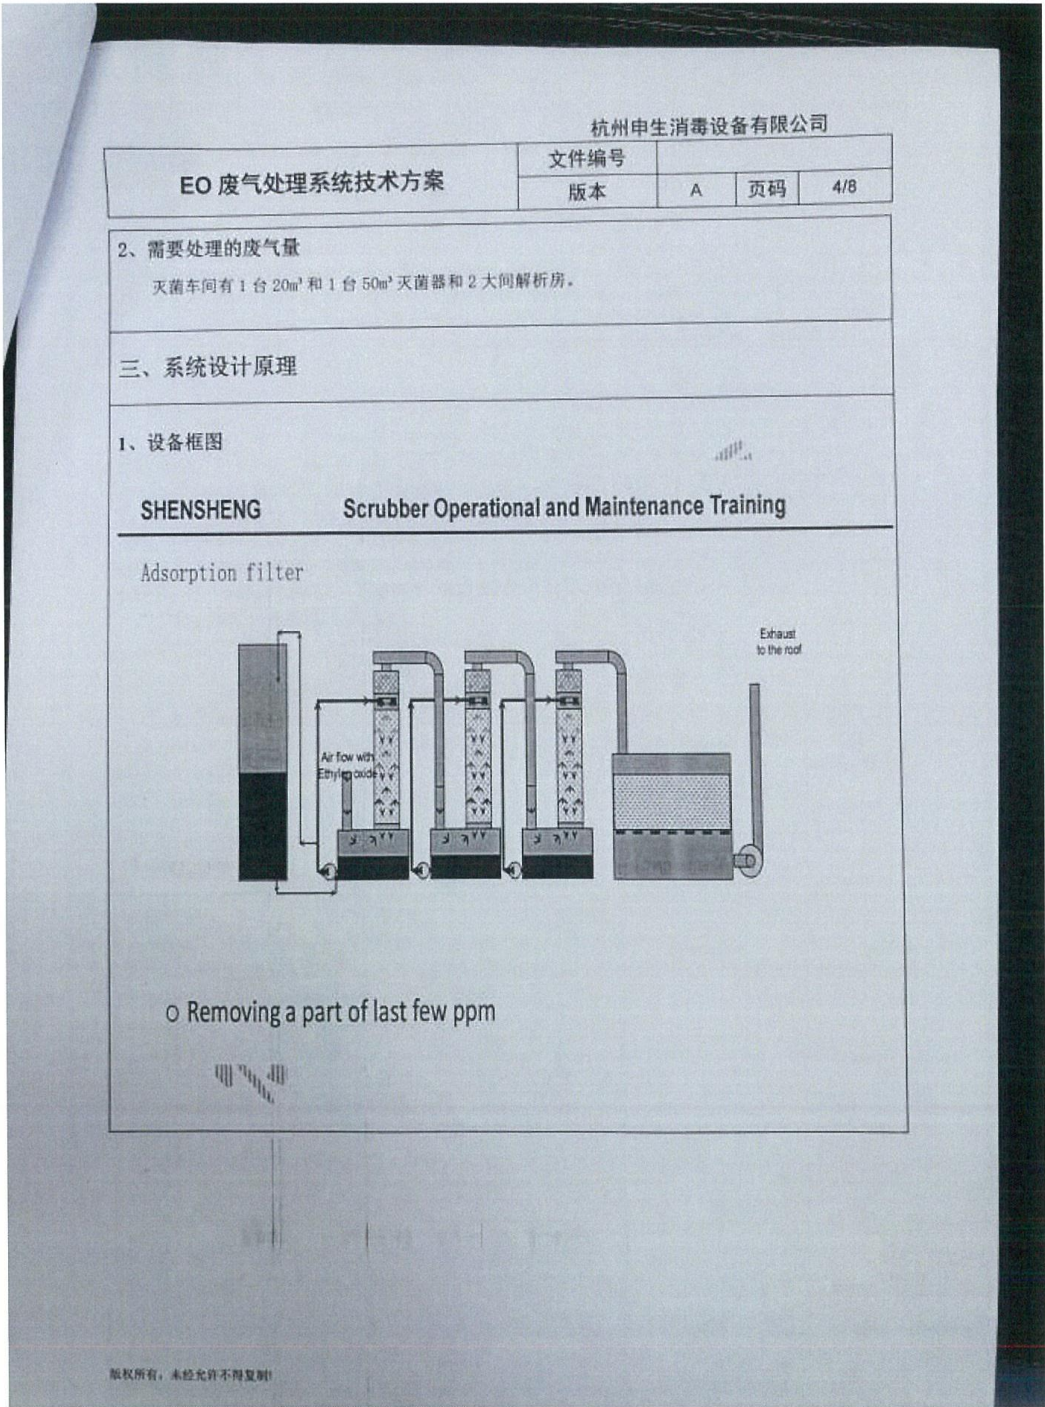 杭州申生消毒设备有限公司
EO 废气处理系统技术方案
文件编号
版本
A
页码
4/8
2、需要处理的废气量
灭菌车间有 1 台 20m³ 和 1 台 50m³ 灭菌器和 2 大间解析房。
三、系统设计原理
1、设备框图
SHENSHENG Scrubber Operational and Maintenance Training
Adsorption filter
Exhaust
to the roof
Air flow with
Ethylen oxide
○ Removing a part of last few ppm
版权所有，未经允许不得复制!